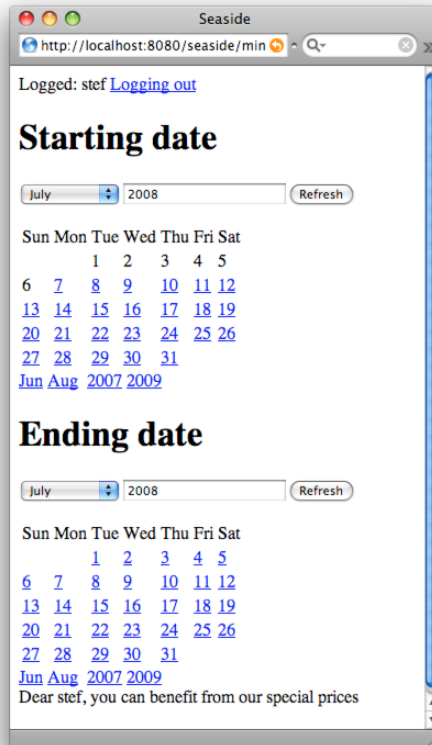 Seaside
http://localhost:8080/seaside/min
Logged: stef Logging out
Starting date
July 2008 Refresh
Sun Mon Tue Wed Thu Fri Sat
1 2 3 4 5
6 7 8 9 10 11 12
13 14 15 16 17 18 19
20 21 22 23 24 25 26
27 28 29 30 31
Jun Aug 2007 2009
Ending date
July 2008 Refresh
Sun Mon Tue Wed Thu Fri Sat
1 2 3 4 5
6 7 8 9 10 11 12
13 14 15 16 17 18 19
20 21 22 23 24 25 26
27 28 29 30 31
Jun Aug 2007 2009
Dear stef, you can benefit from our special prices